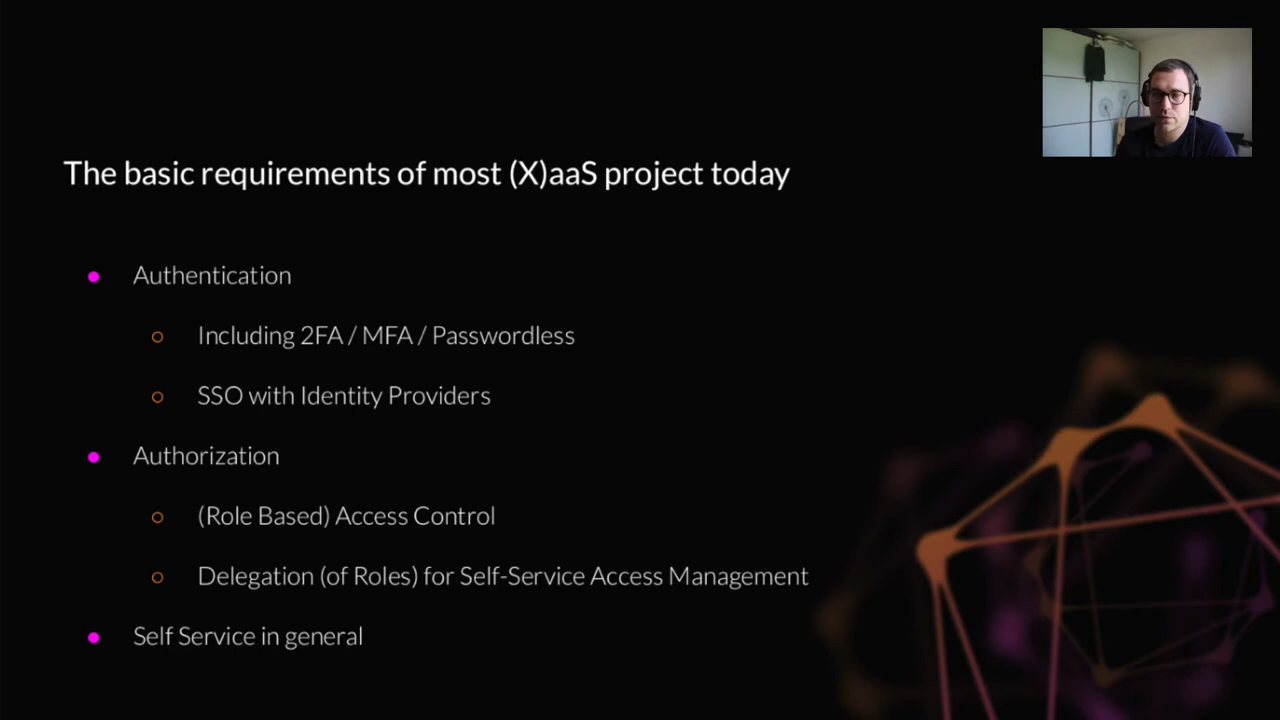 The basic requirements of most (X)aaS project today
Authentication
Including 2FA / MFA / Passwordless
SSO with Identity Providers
Authorization
(Role Based) Access Control
Delegation (of Roles) for Self-Service Access Management
Self Service in general